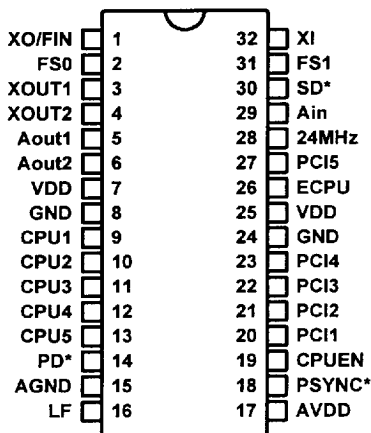 XO/FIN 1 32 XI
FS0 2 31 FS1
XOUT1 3 30 SD*
XOUT2 4 29 Ain
Aout1 5 28 24MHz
Aout2 6 27 PCI5
VDD 7 26 ECPU
GND 8 25 VDD
CPU1 9 24 GND
CPU2 10 23 PCI4
CPU3 11 22 PCI3
CPU4 12 21 PCI2
CPU5 13 20 PCI1
PD* 14 19 CPUEN
AGND 15 18 PSYNC*
LF 16 17 AVDD